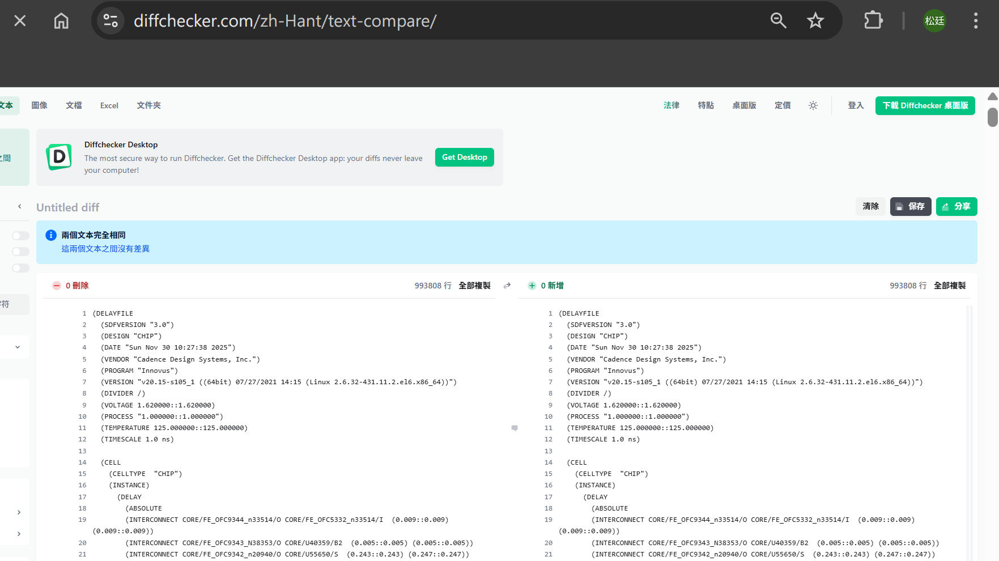 diffchecker.com/zh-Hant/text-compare/
松廷
文本
圖像
文檔
Excel
文件夾
法律
特點
桌面版
定價
登入
下載 Diffchecker 桌面版
之間
D
Diffchecker Desktop
The most secure way to run Diffchecker. Get the Diffchecker Desktop app: your diffs never leave
your computer!
Get Desktop
Untitled diff
清除
保存
分享
兩個文本完全相同
這兩個文本之間沒有差異
字符
0 刪除
993808 行
全部複製
1 (DELAYFILE
2 (SDFVERSION "3.0")
3 (DESIGN "CHIP")
4 (DATE "Sun Nov 30 10:27:38 2025")
5 (VENDOR "Cadence Design Systems, Inc.")
6 (PROGRAM "Innovus")
7 (VERSION "v20.15-s105_1 ((64bit) 07/27/2021 14:15 (Linux 2.6.32-431.11.2.el6.x86_64))")
8 (DIVIDER /)
9 (VOLTAGE 1.620000::1.620000)
10 (PROCESS "1.000000::1.000000")
11 (TEMPERATURE 125.000000::125.000000)
12 (TIMESCALE 1.0 ns)
13
14 (CELL
15 (CELLTYPE  "CHIP")
16 (INSTANCE)
17 (DELAY
18 (ABSOLUTE
19 (INTERCONNECT CORE/FE_OFC9344_n33514/O CORE/FE_OFC5332_n33514/I  (0.009::0.009)
(0.009::0.009))
20 (INTERCONNECT CORE/FE_OFC9343_N38353/O CORE/U40359/B2  (0.005::0.005) (0.005::0.005))
21 (INTERCONNECT CORE/FE_OFC9342_n20940/O CORE/U55650/S  (0.243::0.243) (0.247::0.247))
0 新增
993808 行
全部複製
1 (DELAYFILE
2 (SDFVERSION "3.0")
3 (DESIGN "CHIP")
4 (DATE "Sun Nov 30 10:27:38 2025")
5 (VENDOR "Cadence Design Systems, Inc.")
6 (PROGRAM "Innovus")
7 (VERSION "v20.15-s105_1 ((64bit) 07/27/2021 14:15 (Linux 2.6.32-431.11.2.el6.x86_64))")
8 (DIVIDER /)
9 (VOLTAGE 1.620000::1.620000)
10 (PROCESS "1.000000::1.000000")
11 (TEMPERATURE 125.000000::125.000000)
12 (TIMESCALE 1.0 ns)
13
14 (CELL
15 (CELLTYPE  "CHIP")
16 (INSTANCE)
17 (DELAY
18 (ABSOLUTE
19 (INTERCONNECT CORE/FE_OFC9344_n33514/O CORE/FE_OFC5332_n33514/I  (0.009::0.009)
(0.009::0.009))
20 (INTERCONNECT CORE/FE_OFC9343_N38353/O CORE/U40359/B2  (0.005::0.005) (0.005::0.005))
21 (INTERCONNECT CORE/FE_OFC9342_n20940/O CORE/U55650/S  (0.243::0.243) (0.247::0.247))